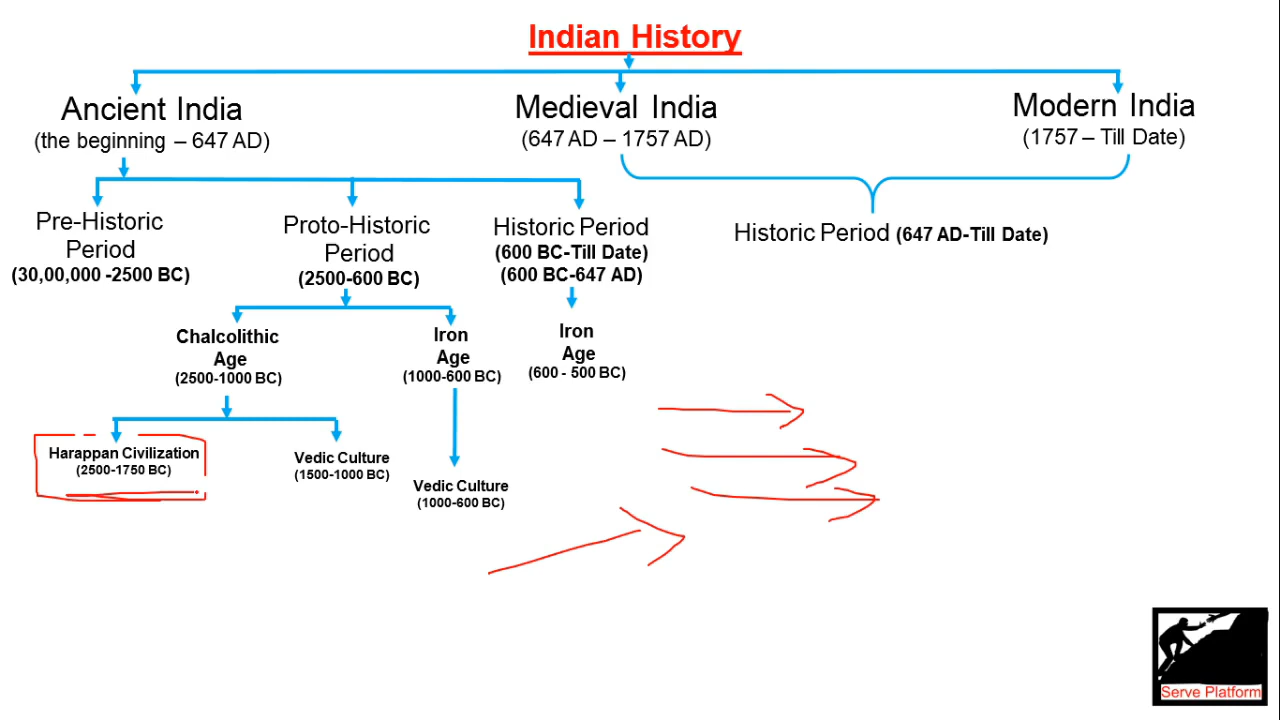 Indian History
Ancient India
(the beginning – 647 AD)
Medieval India
(647 AD – 1757 AD)
Modern India
(1757 – Till Date)
Pre-Historic
Period
(30,00,000 -2500 BC)
Proto-Historic
Period
(2500-600 BC)
Historic Period
(600 BC-Till Date)
(600 BC-647 AD)
Historic Period (647 AD-Till Date)
Chalcolithic
Age
(2500-1000 BC)
Iron
Age
(1000-600 BC)
Iron
Age
(600 - 500 BC)
Harappan Civilization
(2500-1750 BC)
Vedic Culture
(1500-1000 BC)
Vedic Culture
(1000-600 BC)
Serve Platform